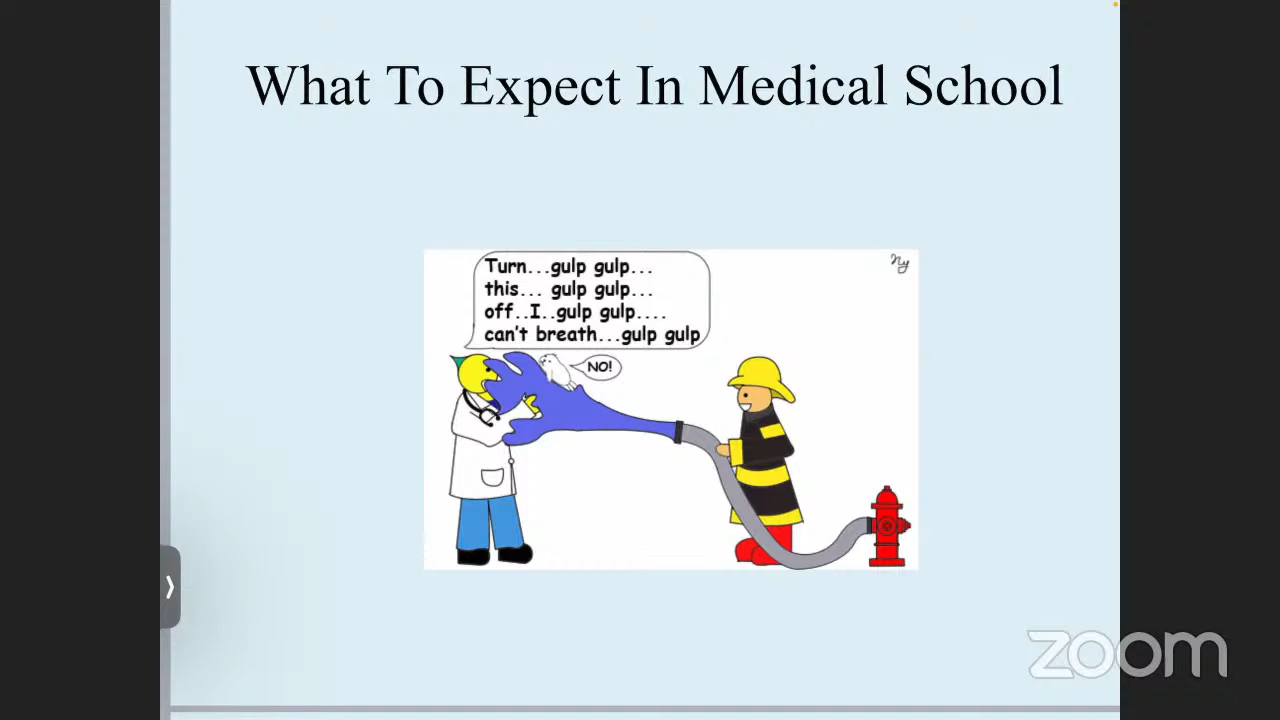 What To Expect In Medical School
Turn...gulp gulp...
this... gulp gulp...
off..I..gulp gulp....
can't breath...gulp gulp
NO!
zoom